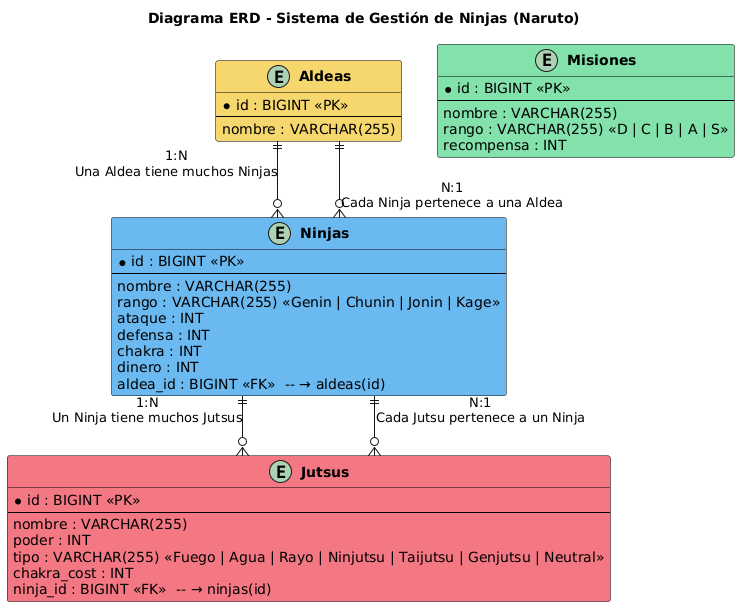 Diagrama ERD - Sistema de Gestión de Ninjas (Naruto)
E Aldeas
* id : BIGINT «PK»
nombre : VARCHAR(255)
E Misiones
* id : BIGINT «PK»
nombre : VARCHAR(255)
rango : VARCHAR(255) «D | C | B | A | S»
recompensa : INT
1:N
Una Aldea tiene muchos Ninjas
N:1
Cada Ninja pertenece a una Aldea
E Ninjas
* id : BIGINT «PK»
nombre : VARCHAR(255)
rango : VARCHAR(255) «Genin | Chunin | Jonin | Kage»
ataque : INT
defensa : INT
chakra : INT
dinero : INT
aldea_id : BIGINT «FK» -- → aldeas(id)
1:N
Un Ninja tiene muchos Jutsus
N:1
Cada Jutsu pertenece a un Ninja
E Jutsus
* id : BIGINT «PK»
nombre : VARCHAR(255)
poder : INT
tipo : VARCHAR(255) «Fuego | Agua | Rayo | Ninjutsu | Taijutsu | Genjutsu | Neutral»
chakra_cost : INT
ninja_id : BIGINT «FK» -- → ninjas(id)